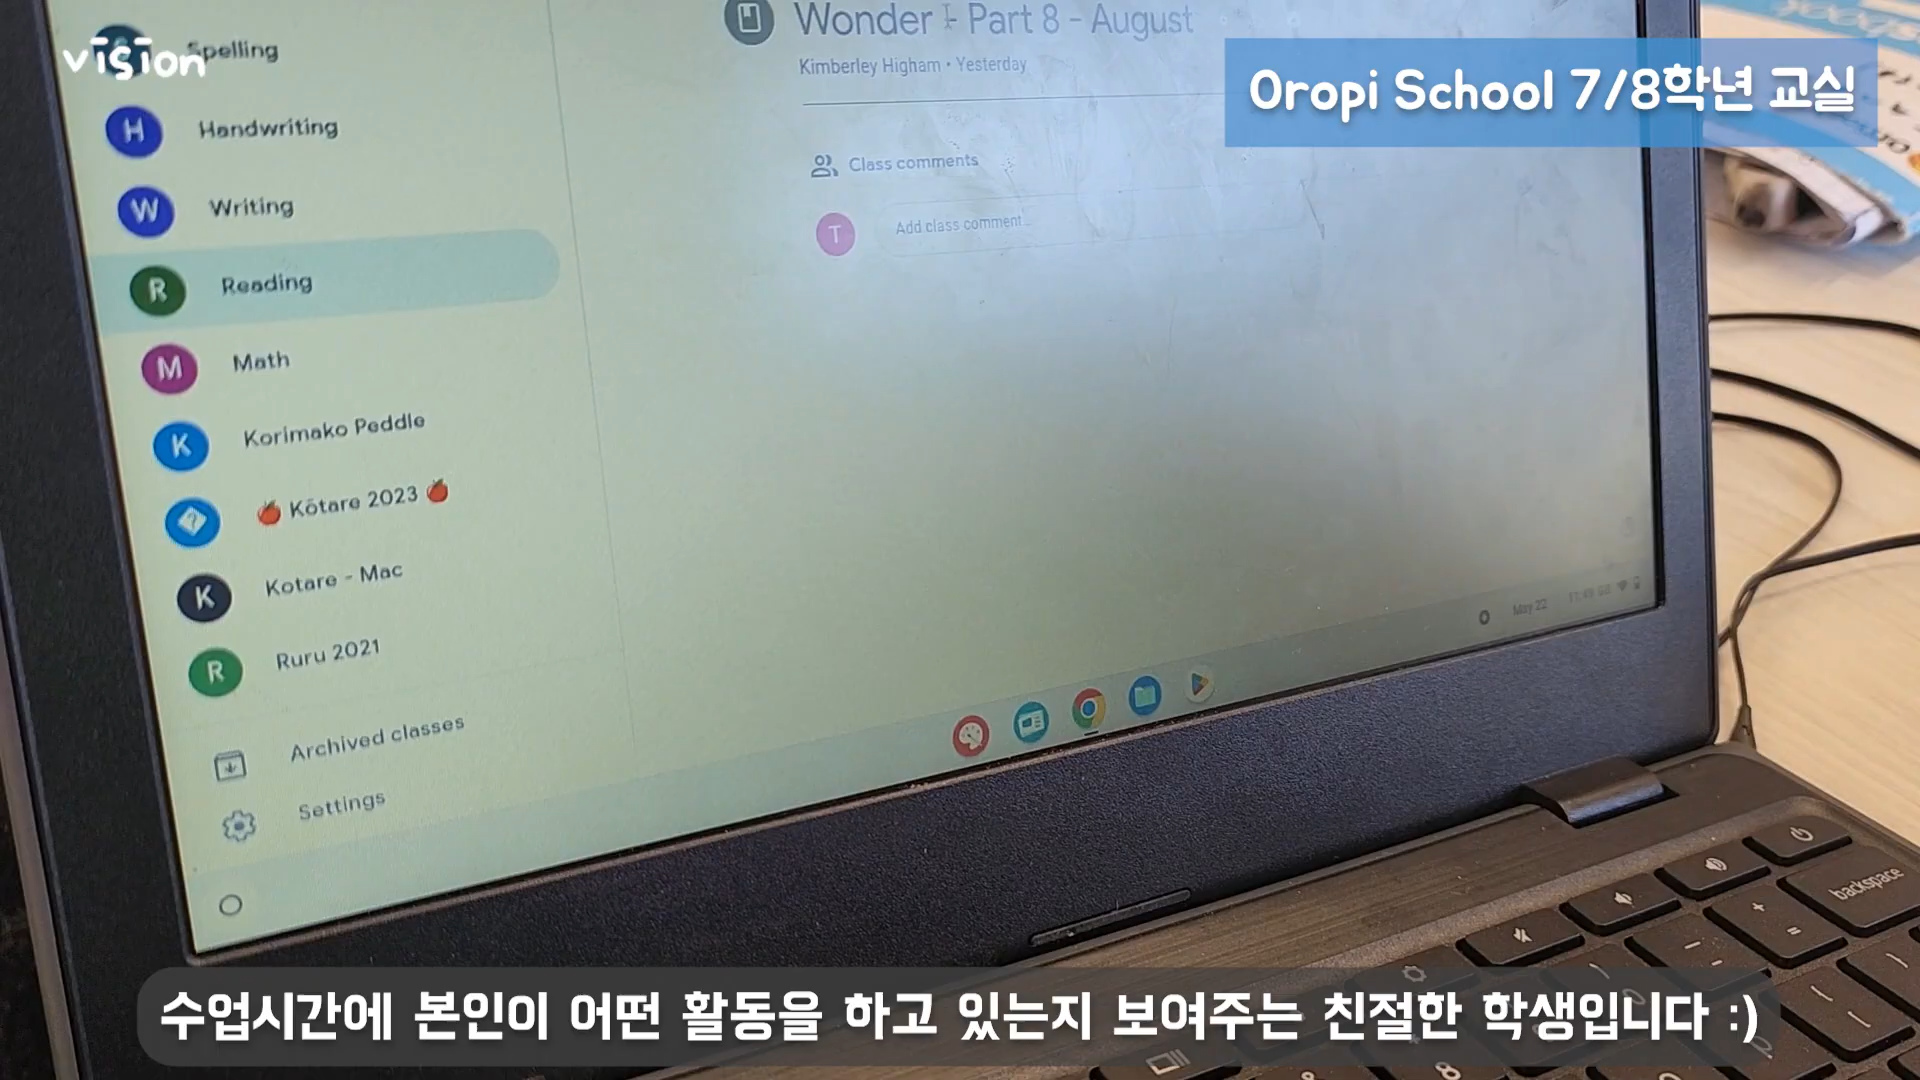 vision
Spelling
Handwriting
Writing
Reading
Math
Korimako Peddle
🍎 Kōtare 2023 🍎
Kotare - Mac
Ruru 2021
Archived classes
Settings
H
W
R
M
K
K
R
Wonder - Part 8 - August
Kimberley Higham • Yesterday
Class comments
T
Add class comment...
May 22
Oropi School 7/8학년 교실
backspace
수업시간에 본인이 어떤 활동을 하고 있는지 보여주는 친절한 학생입니다 :)